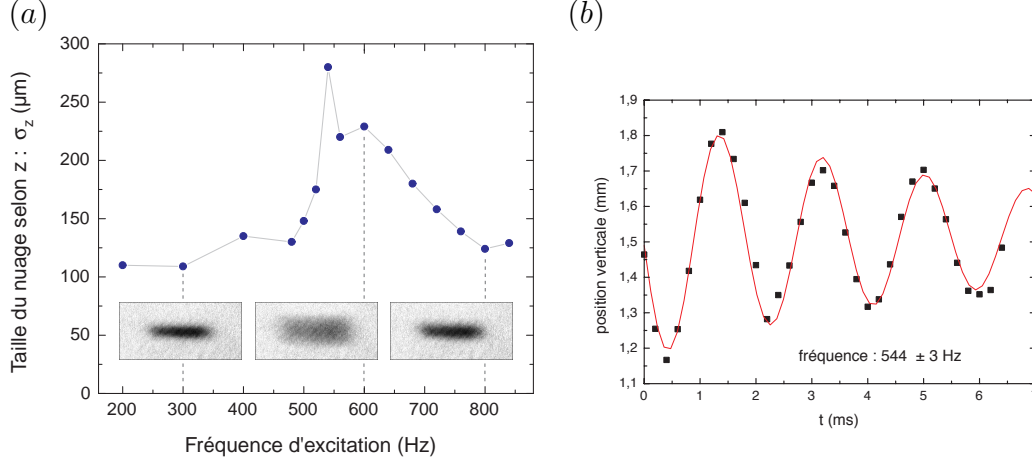 (a)
(b)
Taille du nuage selon z : σz (µm)
300
250
200
150
100
50
0
200 300 400 500 600 700 800
Fréquence d'excitation (Hz)
position verticale (mm)
1,9
1,8
1,7
1,6
1,5
1,4
1,3
1,2
1,1
fréquence : 544 ± 3 Hz
0 1 2 3 4 5 6
t (ms)